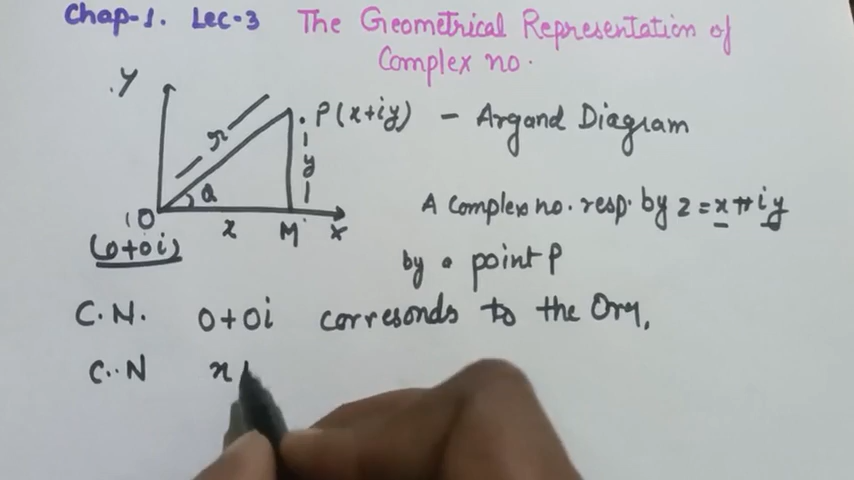 Chap-1. Lec-3 The Geometrical Representation of
Complex no.
y
P(x+iy) - Argand Diagram
r
y
a
O x M x
(0+0i)
A Complex no. resp. by z = x+iy
by a point P
C.N. 0+0i corresonds to the Ory,
C..N x